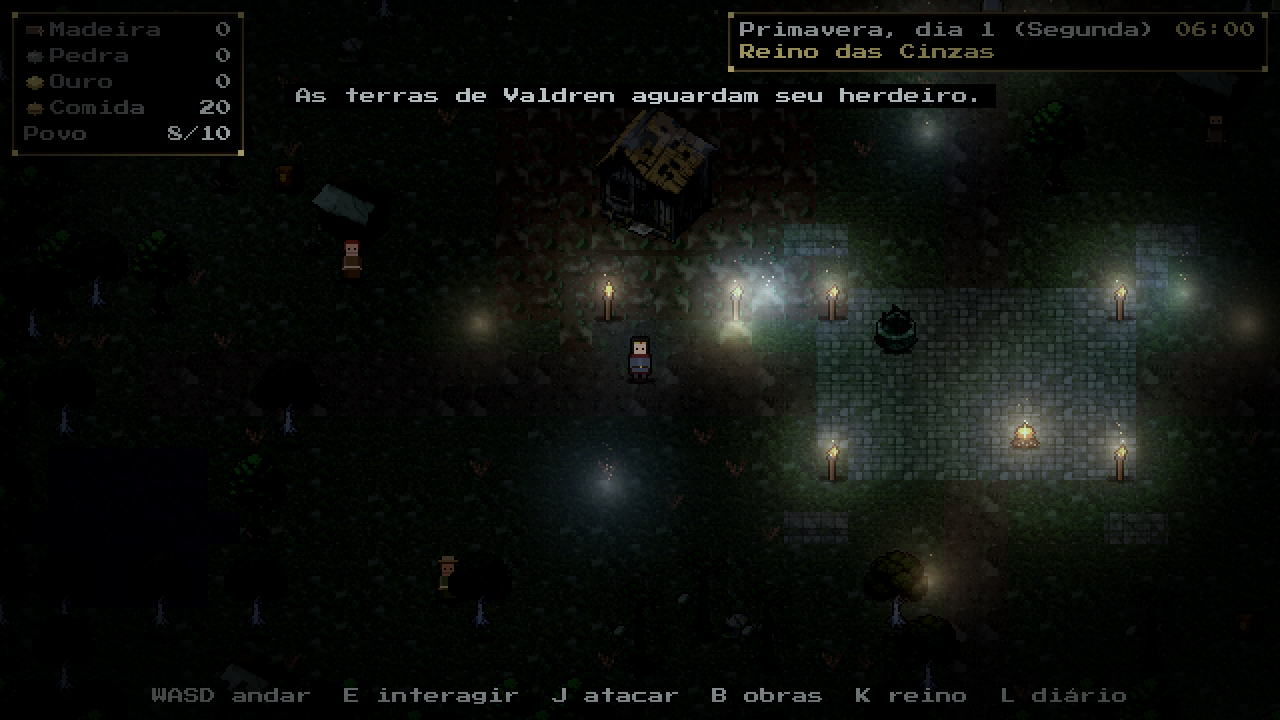 Madeira 0
Pedra 0
Ouro 0
Comida 20
Povo 8/10
Primavera, dia 1 (Segunda) 06:00
Reino das Cinzas
As terras de Valdren aguardam seu herdeiro.
WASD andar E interagir J atacar B obras K reino L diário